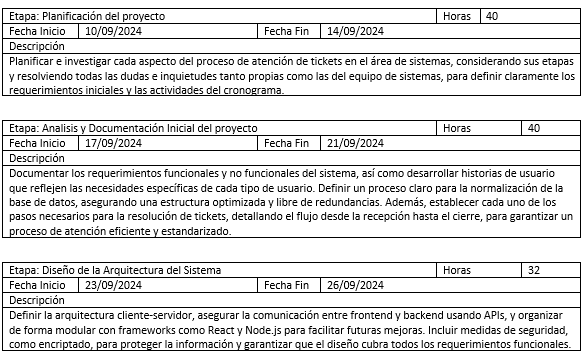 Etapa: Planificación del proyecto Horas 40
Fecha Inicio 10/09/2024 Fecha Fin 14/09/2024
Descripción
Planificar e investigar cada aspecto del proceso de atención de tickets en el área de sistemas, considerando sus etapas
y resolviendo todas las dudas e inquietudes tanto propias como las del equipo de sistemas, para definir claramente los
requerimientos iniciales y las actividades del cronograma.
Etapa: Analisis y Documentación Inicial del proyecto Horas 40
Fecha Inicio 17/09/2024 Fecha Fin 21/09/2024
Descripción
Documentar los requerimientos funcionales y no funcionales del sistema, así como desarrollar historias de usuario
que reflejen las necesidades específicas de cada tipo de usuario. Definir un proceso claro para la normalización de la
base de datos, asegurando una estructura optimizada y libre de redundancias. Además, establecer cada uno de los
pasos necesarios para la resolución de tickets, detallando el flujo desde la recepción hasta el cierre, para garantizar un
proceso de atención eficiente y estandarizado.
Etapa: Diseño de la Arquitectura del Sistema Horas 32
Fecha Inicio 23/09/2024 Fecha Fin 26/09/2024
Descripción
Definir la arquitectura cliente-servidor, asegurar la comunicación entre frontend y backend usando APIs, y organizar
de forma modular con frameworks como React y Node.js para facilitar futuras mejoras. Incluir medidas de seguridad,
como encriptado, para proteger la información y garantizar que el diseño cubra todos los requerimientos funcionales.